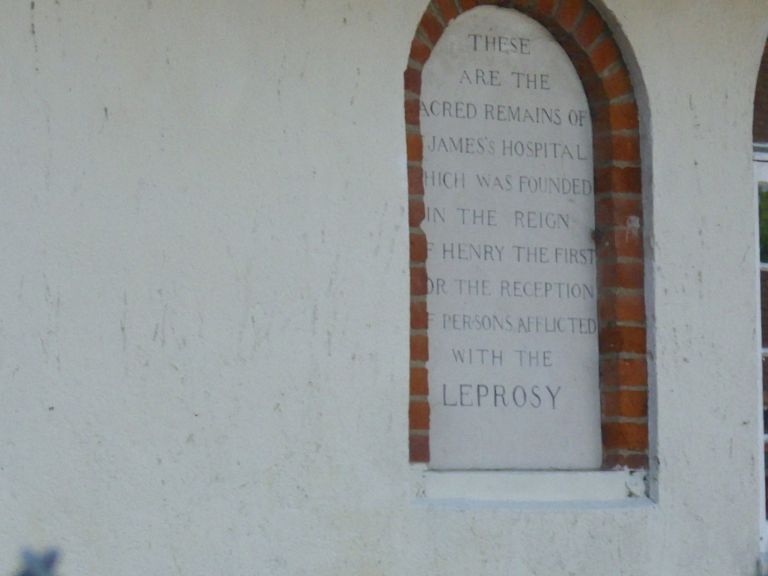 THESE
ARE THE
ACRED REMAINS OF
JAMES'S HOSPITAL
HICH WAS FOUNDED
IN THE REIGN
F HENRY THE FIRST
OR THE RECEPTION
F PERSONS AFFLICTED
WITH THE
LEPROSY